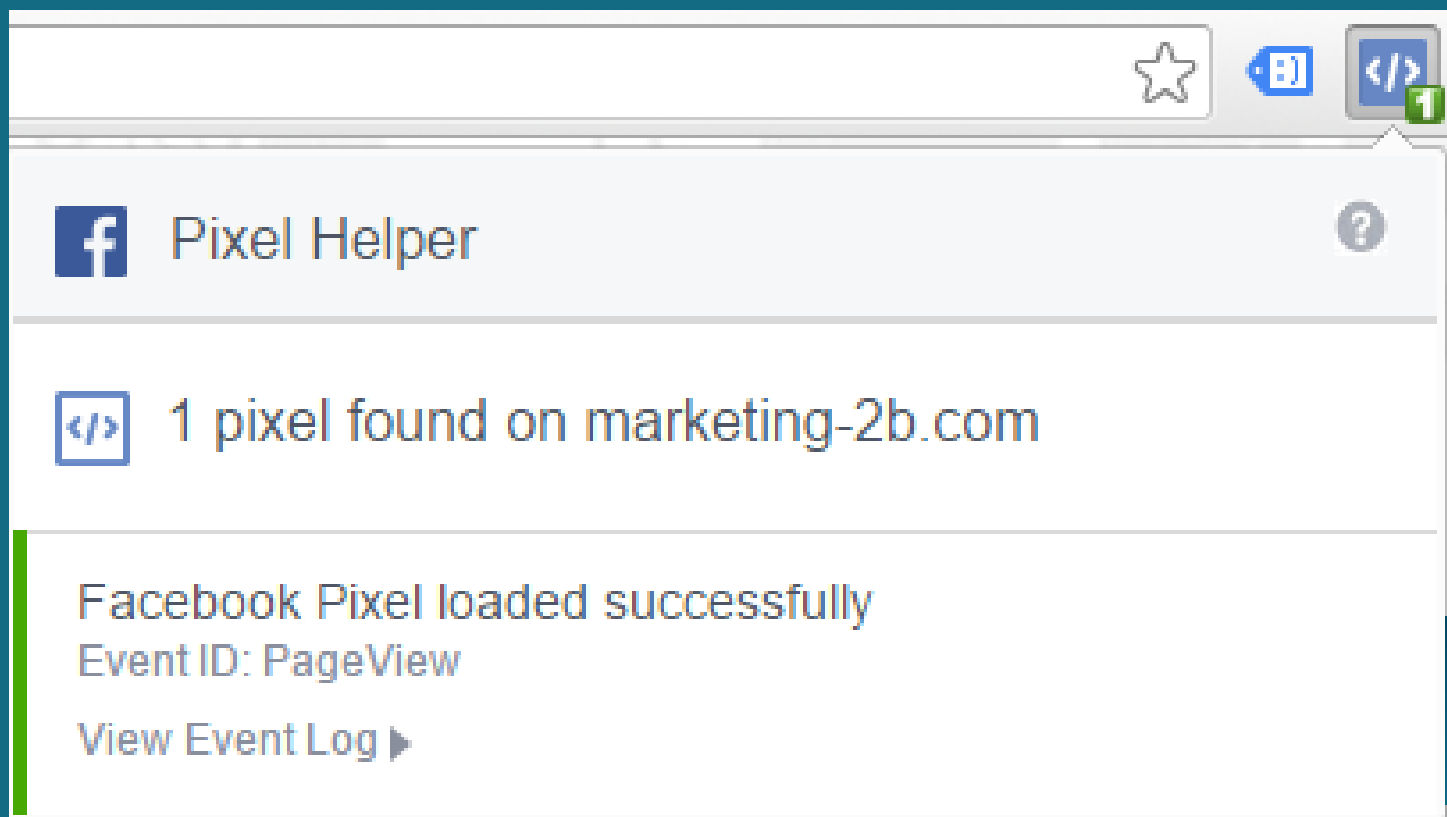 </> 1
f Pixel Helper ?
</> 1 pixel found on marketing-2b.com
Facebook Pixel loaded successfully
Event ID: PageView
View Event Log